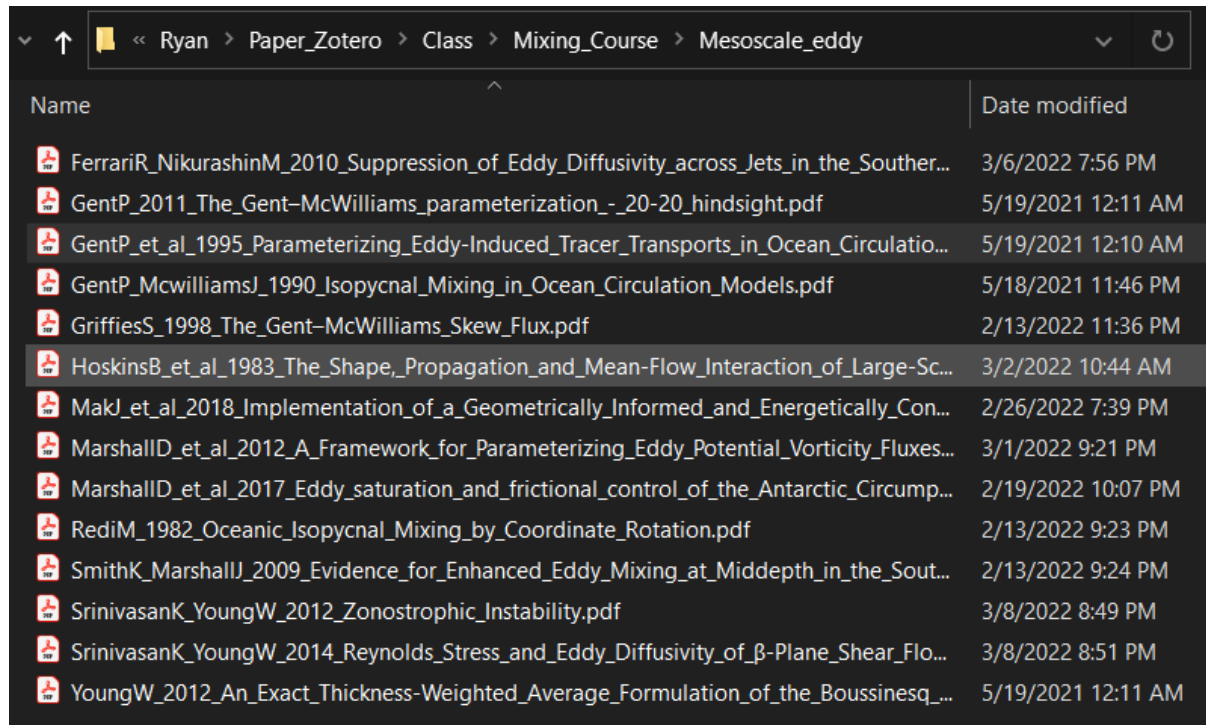 « Ryan > Paper_Zotero > Class > Mixing_Course > Mesoscale_eddy
Name Date modified
FerrariR_NikurashinM_2010_Suppression_of_Eddy_Diffusivity_across_Jets_in_the_Souther... 3/6/2022 7:56 PM
GentP_2011_The_Gent–McWilliams_parameterization_-_20-20_hindsight.pdf 5/19/2021 12:11 AM
GentP_et_al_1995_Parameterizing_Eddy-Induced_Tracer_Transports_in_Ocean_Circulatio... 5/19/2021 12:10 AM
GentP_McwilliamsJ_1990_Isopycnal_Mixing_in_Ocean_Circulation_Models.pdf 5/18/2021 11:46 PM
GriffiesS_1998_The_Gent–McWilliams_Skew_Flux.pdf 2/13/2022 11:36 PM
HoskinsB_et_al_1983_The_Shape,_Propagation_and_Mean-Flow_Interaction_of_Large-Sc... 3/2/2022 10:44 AM
MakJ_et_al_2018_Implementation_of_a_Geometrically_Informed_and_Energetically_Con... 2/26/2022 7:39 PM
MarshallD_et_al_2012_A_Framework_for_Parameterizing_Eddy_Potential_Vorticity_Fluxes... 3/1/2022 9:21 PM
MarshallD_et_al_2017_Eddy_saturation_and_frictional_control_of_the_Antarctic_Circump... 2/19/2022 10:07 PM
RediM_1982_Oceanic_Isopycnal_Mixing_by_Coordinate_Rotation.pdf 2/13/2022 9:23 PM
SmithK_MarshallJ_2009_Evidence_for_Enhanced_Eddy_Mixing_at_Middepth_in_the_Sout... 2/13/2022 9:24 PM
SrinivasanK_YoungW_2012_Zonostrophic_Instability.pdf 3/8/2022 8:49 PM
SrinivasanK_YoungW_2014_Reynolds_Stress_and_Eddy_Diffusivity_of_β-Plane_Shear_Flo... 3/8/2022 8:51 PM
YoungW_2012_An_Exact_Thickness-Weighted_Average_Formulation_of_the_Boussinesq_... 5/19/2021 12:11 AM